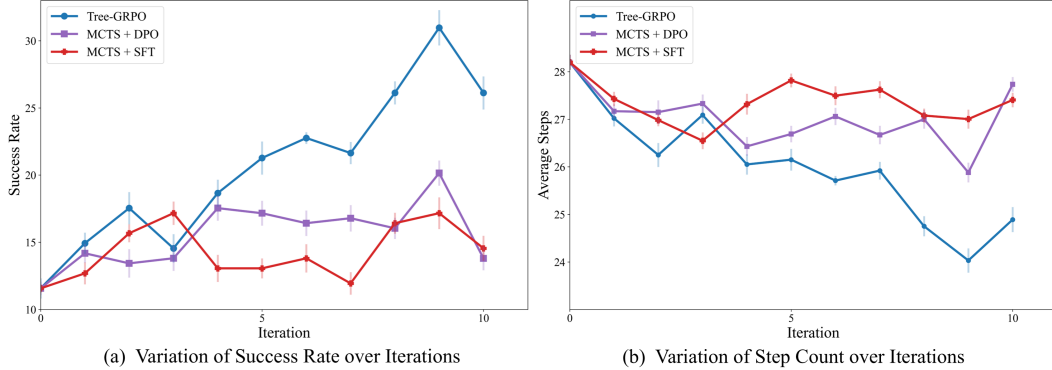 Tree-GRPO
MCTS + DPO
MCTS + SFT
30
25
20
15
10
Success Rate
0
5
10
Iteration
(a) Variation of Success Rate over Iterations
Tree-GRPO
MCTS + DPO
MCTS + SFT
28
27
26
25
24
Average Steps
0
5
10
Iteration
(b) Variation of Step Count over Iterations